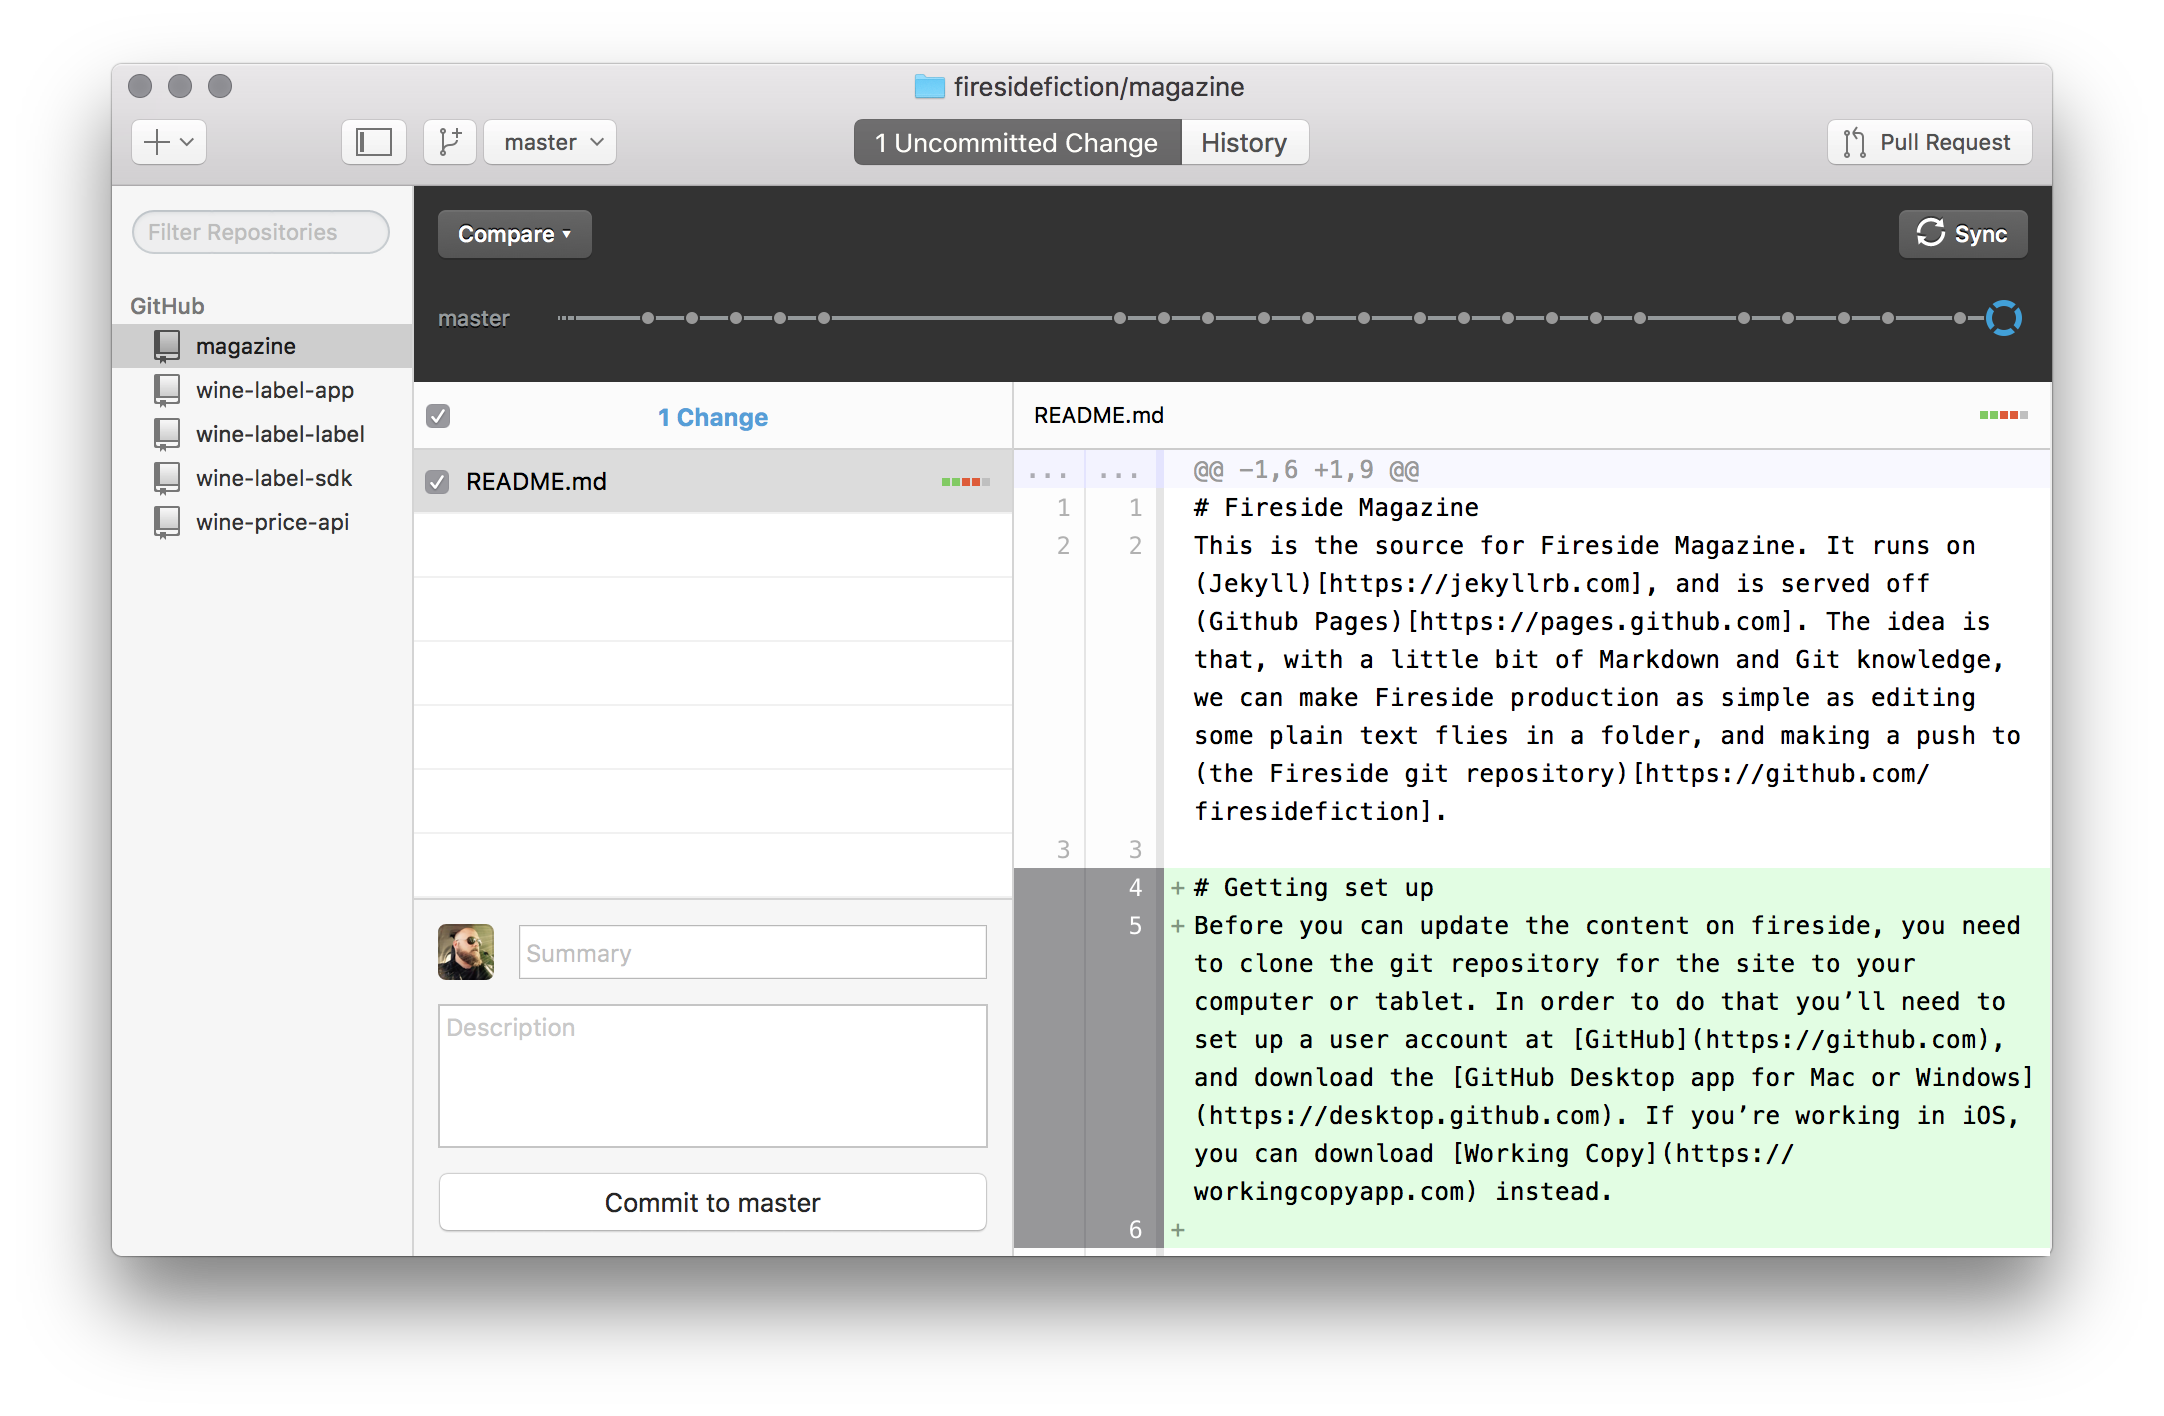 firesidefiction/magazine
master
1 Uncommitted Change
History
Pull Request
Filter Repositories
GitHub
magazine
wine-label-app
wine-label-label
wine-label-sdk
wine-price-api
Compare
Sync
master
1 Change
README.md
Summary
Description
Commit to master
README.md
... ... @@ -1,6 +1,9 @@
1 1 # Fireside Magazine
2 2 This is the source for Fireside Magazine. It runs on
(Jekyll)[https://jekyllrb.com], and is served off
(Github Pages)[https://pages.github.com]. The idea is
that, with a little bit of Markdown and Git knowledge,
we can make Fireside production as simple as editing
some plain text flies in a folder, and making a push to
(the Fireside git repository)[https://github.com/
firesidefiction].
3 3
4 + # Getting set up
5 + Before you can update the content on fireside, you need
to clone the git repository for the site to your
computer or tablet. In order to do that you’ll need to
set up a user account at [GitHub](https://github.com),
and download the [GitHub Desktop app for Mac or Windows]
(https://desktop.github.com). If you’re working in iOS,
you can download [Working Copy](https://
workingcopyapp.com) instead.
6 +